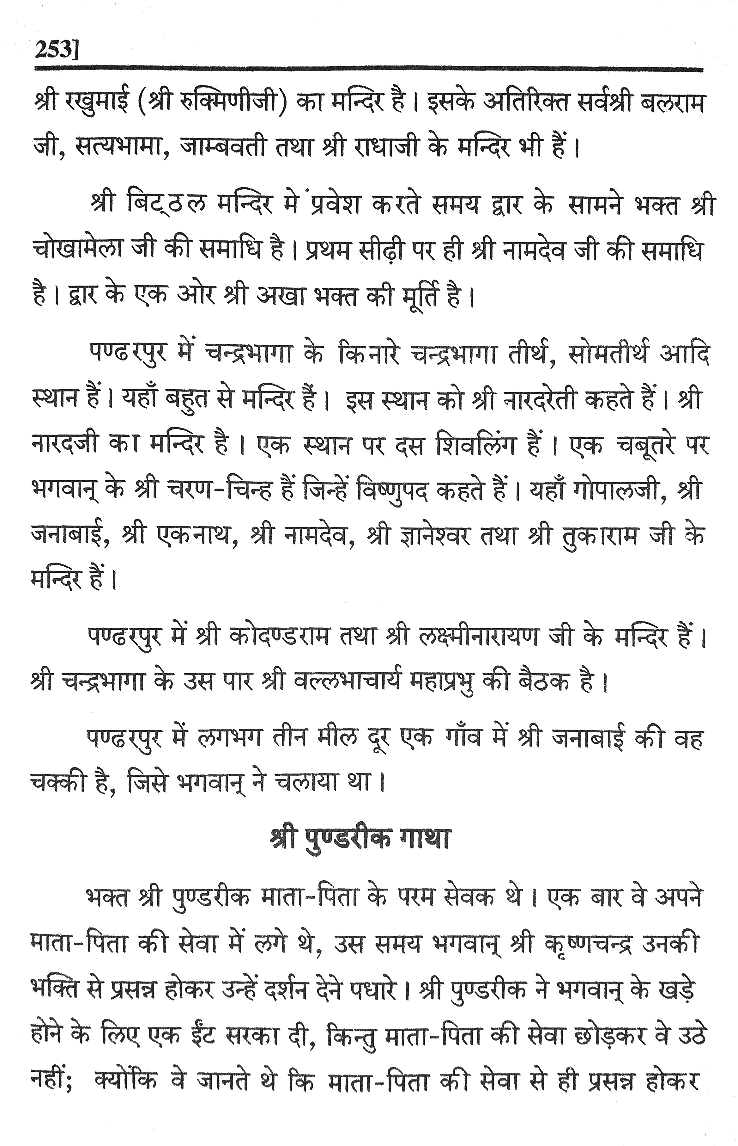 253]
श्री रखुमाई (श्री रुक्मिणीजी) का मन्दिर है। इसके अतिरिक्त सर्वश्री बलराम
जी, सत्यभामा, जाम्बवती तथा श्री राधाजी के मन्दिर भी हैं।
श्री बिट्ठल मन्दिर में प्रवेश करते समय द्वार के सामने भक्त श्री
चोखामेला जी की समाधि है। प्रथम सीढ़ी पर ही श्री नामदेव जी की समाधि
है। द्वार के एक ओर श्री अखा भक्त की मूर्ति है।
पण्ढरपुर में चन्द्रभागा के किनारे चन्द्रभागा तीर्थ, सोमतीर्थ आदि
स्थान हैं। यहाँ बहुत से मन्दिर हैं। इस स्थान को श्री नारदरेती कहते हैं। श्री
नारदजी का मन्दिर है। एक स्थान पर दस शिवलिंग हैं। एक चबूतरे पर
भगवान् के श्री चरण-चिन्ह हैं जिन्हें विष्णुपद कहते हैं। यहाँ गोपालजी, श्री
जनाबाई, श्री एकनाथ, श्री नामदेव, श्री ज्ञानेश्वर तथा श्री तुकाराम जी के
मन्दिर हैं।
पण्ढरपुर में श्री कोदण्डराम तथा श्री लक्ष्मीनारायण जी के मन्दिर हैं।
श्री चन्द्रभागा के उस पार श्री वल्लभाचार्य महाप्रभु की बैठक है।
पण्ढरपुर में लगभग तीन मील दूर एक गाँव में श्री जनाबाई की वह
चक्की है, जिसे भगवान् ने चलाया था।
श्री पुण्डरीक गाथा
भक्त श्री पुण्डरीक माता-पिता के परम सेवक थे। एक बार वे अपने
माता-पिता की सेवा में लगे थे, उस समय भगवान् श्री कृष्णचन्द्र उनकी
भक्ति से प्रसन्न होकर उन्हें दर्शन देने पधारे। श्री पुण्डरीक ने भगवान् के खड़े
होने के लिए एक ईंट सरका दी, किन्तु माता-पिता की सेवा छोड़कर वे उठे
नहीं; क्योंकि वे जानते थे कि माता-पिता की सेवा से ही प्रसन्न होकर